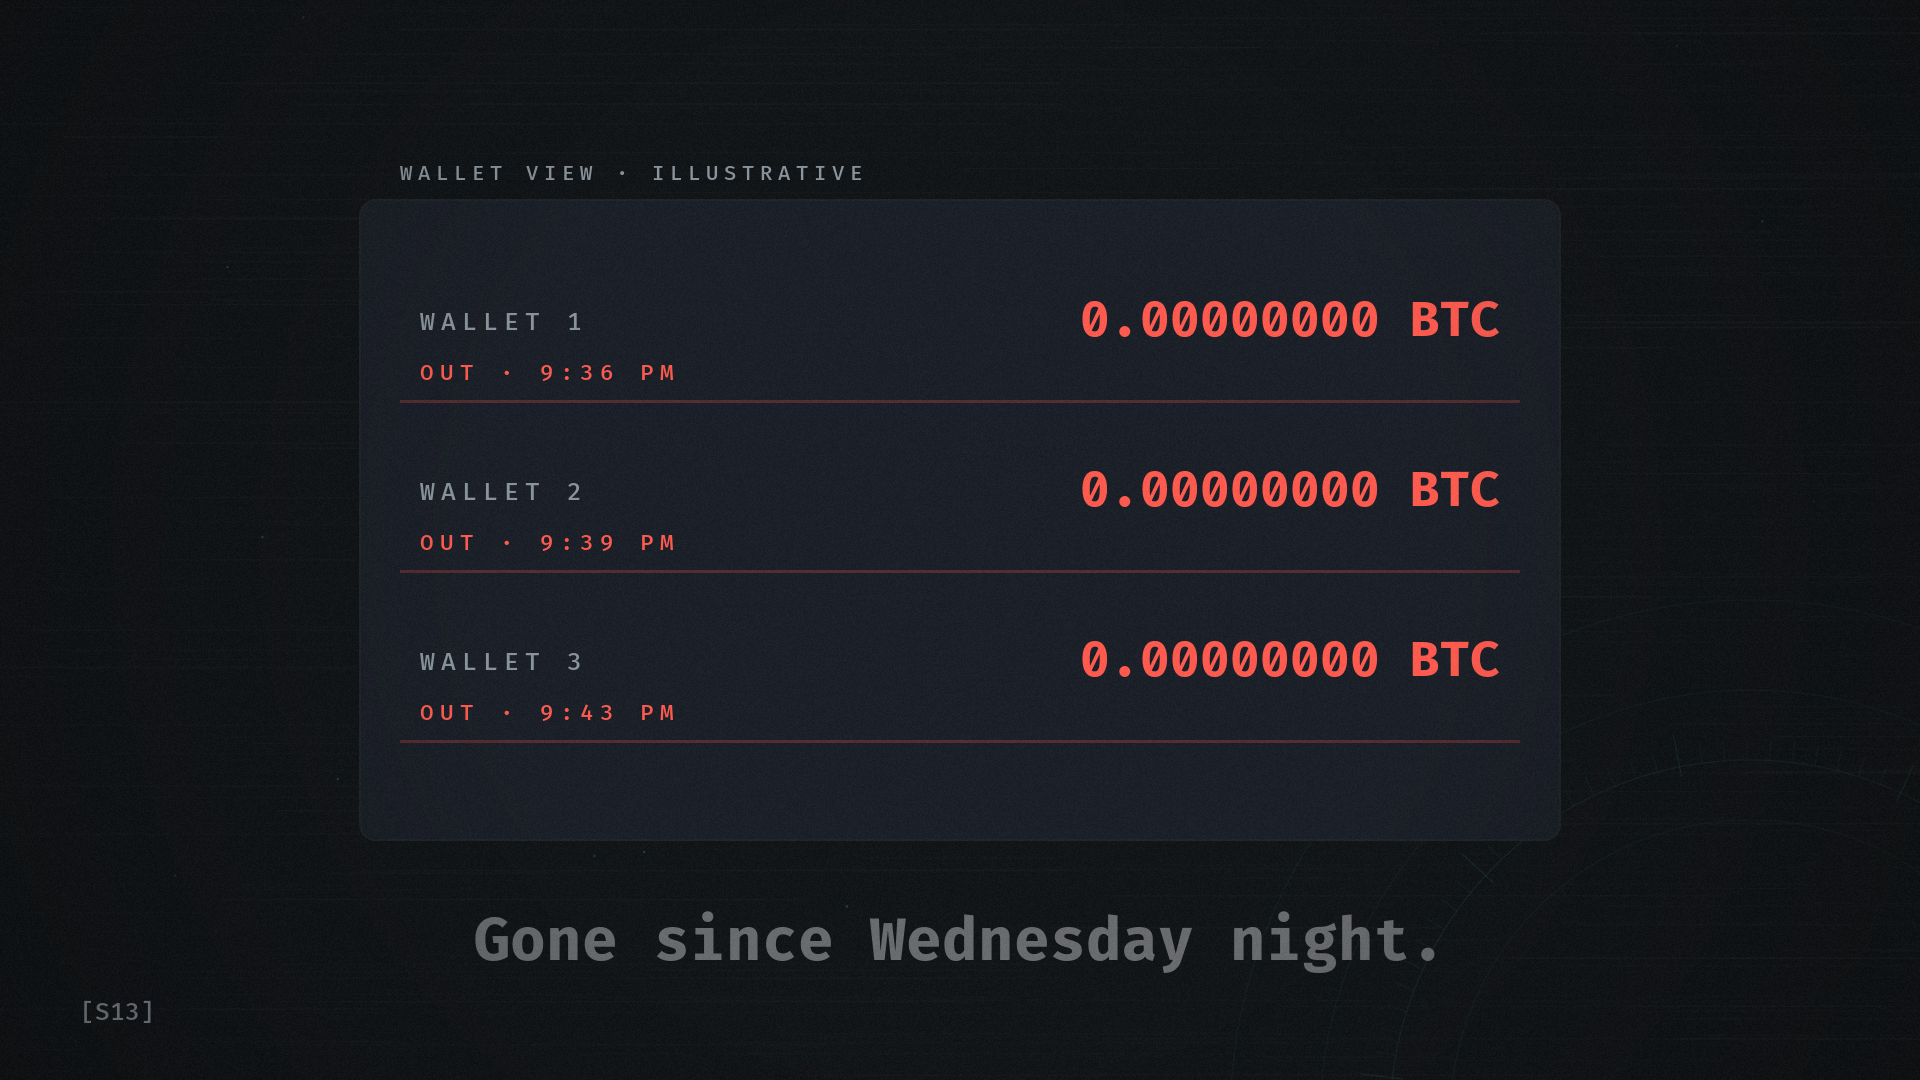 WALLET VIEW · ILLUSTRATIVE
WALLET 1
0.00000000 BTC
OUT · 9:36 PM
WALLET 2
0.00000000 BTC
OUT · 9:39 PM
WALLET 3
0.00000000 BTC
OUT · 9:43 PM
Gone since Wednesday night.
[S13]